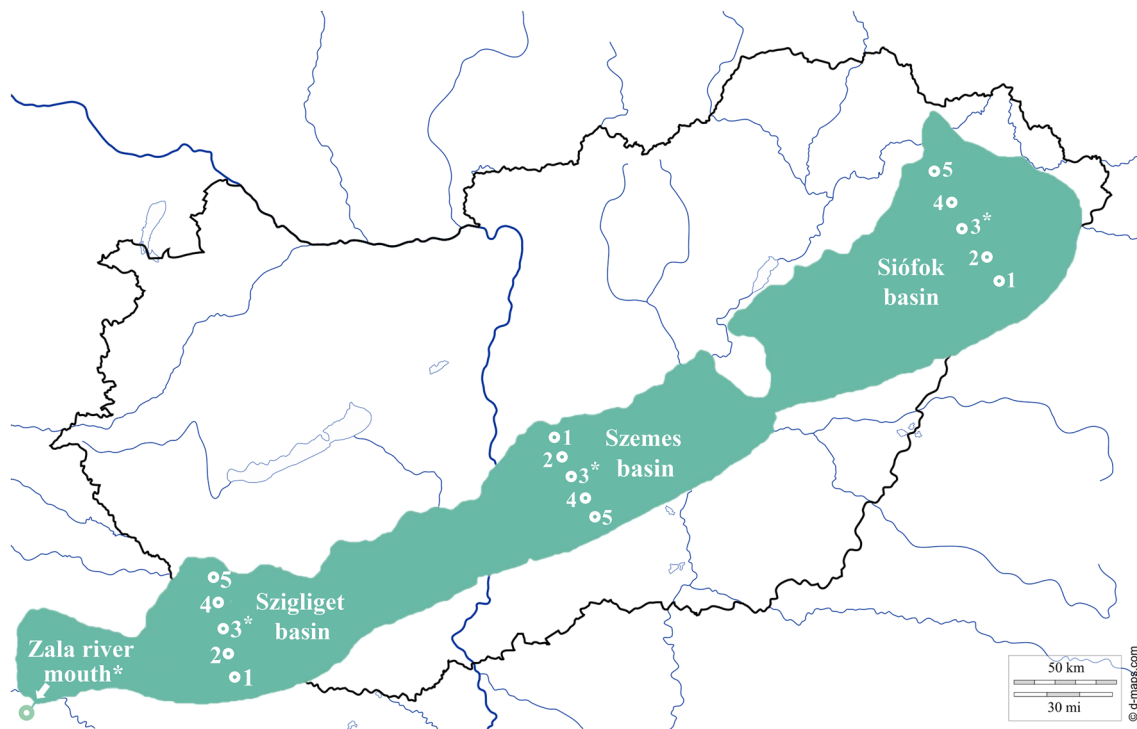 5
4
3*
2
1
Siófok
basin
1
2
3*
4
5
Szemes
basin
5
4
3*
2
1
Szigliget
basin
Zala river
mouth*
50 km
30 mi
© d-maps.com